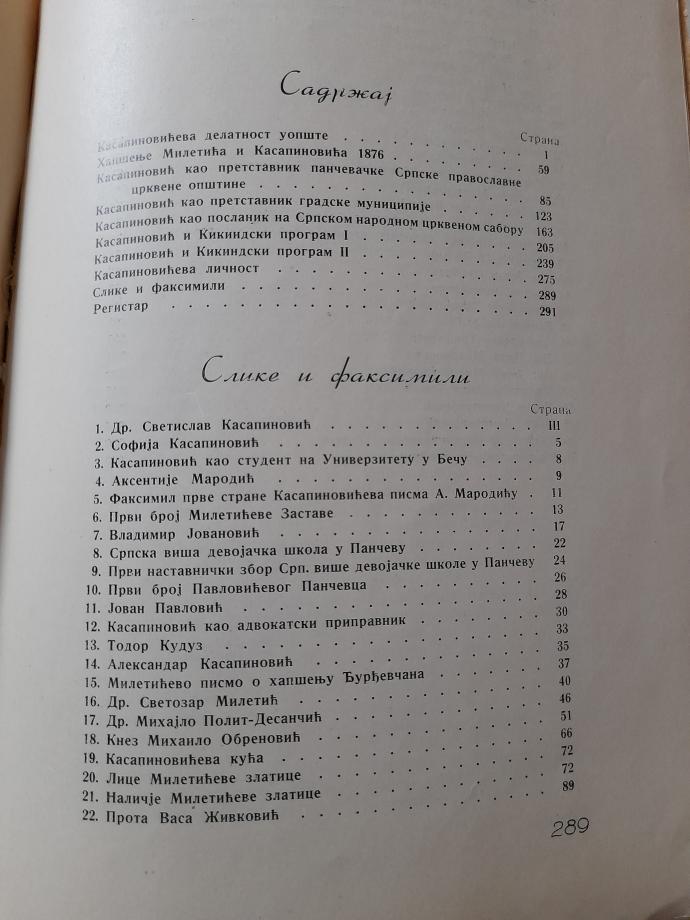 Садржај
Страна
Касапиновићева делатност уопште . . . . . . . . . 1
Хапшење Милетића и Касапиновића 1876 . . . . . . . 59
Касапиновић као претставник панчевачке Српске православне
црквене општине . . . . . . . . . . . . . 85
Касапиновић као претставник градске муниципије . . . . . 123
Касапиновић као посланик на Српском народном црквеном сабору 163
Касапиновић и Кикиндски програм I . . . . . . . . . 205
Касапиновић и Кикиндски програм II . . . . . . . . . 239
Касапиновићева личност . . . . . . . . . . . . 275
Слике и факсимили . . . . . . . . . . . . . 289
Регистар . . . . . . . . . . . . . . . . 291
Слике и факсимили
Страна
1. Др. Светислав Касапиновић . . . . . . . . . . . III
2. Софија Касапиновић . . . . . . . . . . . . 5
3. Касапиновић као студент на Универзитету у Бечу . . . . 8
4. Аксентије Мародић . . . . . . . . . . . . 9
5. Факсимил прве стране Касапиновићева писма А. Мародићу . 11
6. Први број Милетићеве Заставе . . . . . . . . . 13
7. Владимир Јовановић . . . . . . . . . . . . 17
8. Српска виша девојачка школа у Панчеву . . . . . . 22
9. Први наставнички збор Срп. више девојачке школе у Панчеву 24
10. Први број Павловићевог Панчевца . . . . . . . . 26
11. Јован Павловић . . . . . . . . . . . . . 28
12. Касапиновић као адвокатски приправник . . . . . . 30
13. Тодор Кудуз . . . . . . . . . . . . . . 33
14. Александар Касапиновић . . . . . . . . . . . 35
15. Милетићево писмо о хапшењу Ђурђевчана . . . . . . 37
16. Др. Светозар Милетић . . . . . . . . . . . 40
17. Др. Михајло Полит-Десанчић . . . . . . . . . 46
18. Кнез Михаило Обреновић . . . . . . . . . . 51
19. Касапиновићева кућа . . . . . . . . . . . . 66
20. Лице Милетићеве златице . . . . . . . . . . 72
21. Наличје Милетићеве златице . . . . . . . . . 72
22. Прота Васа Живковић . . . . . . . . . . . 89
289